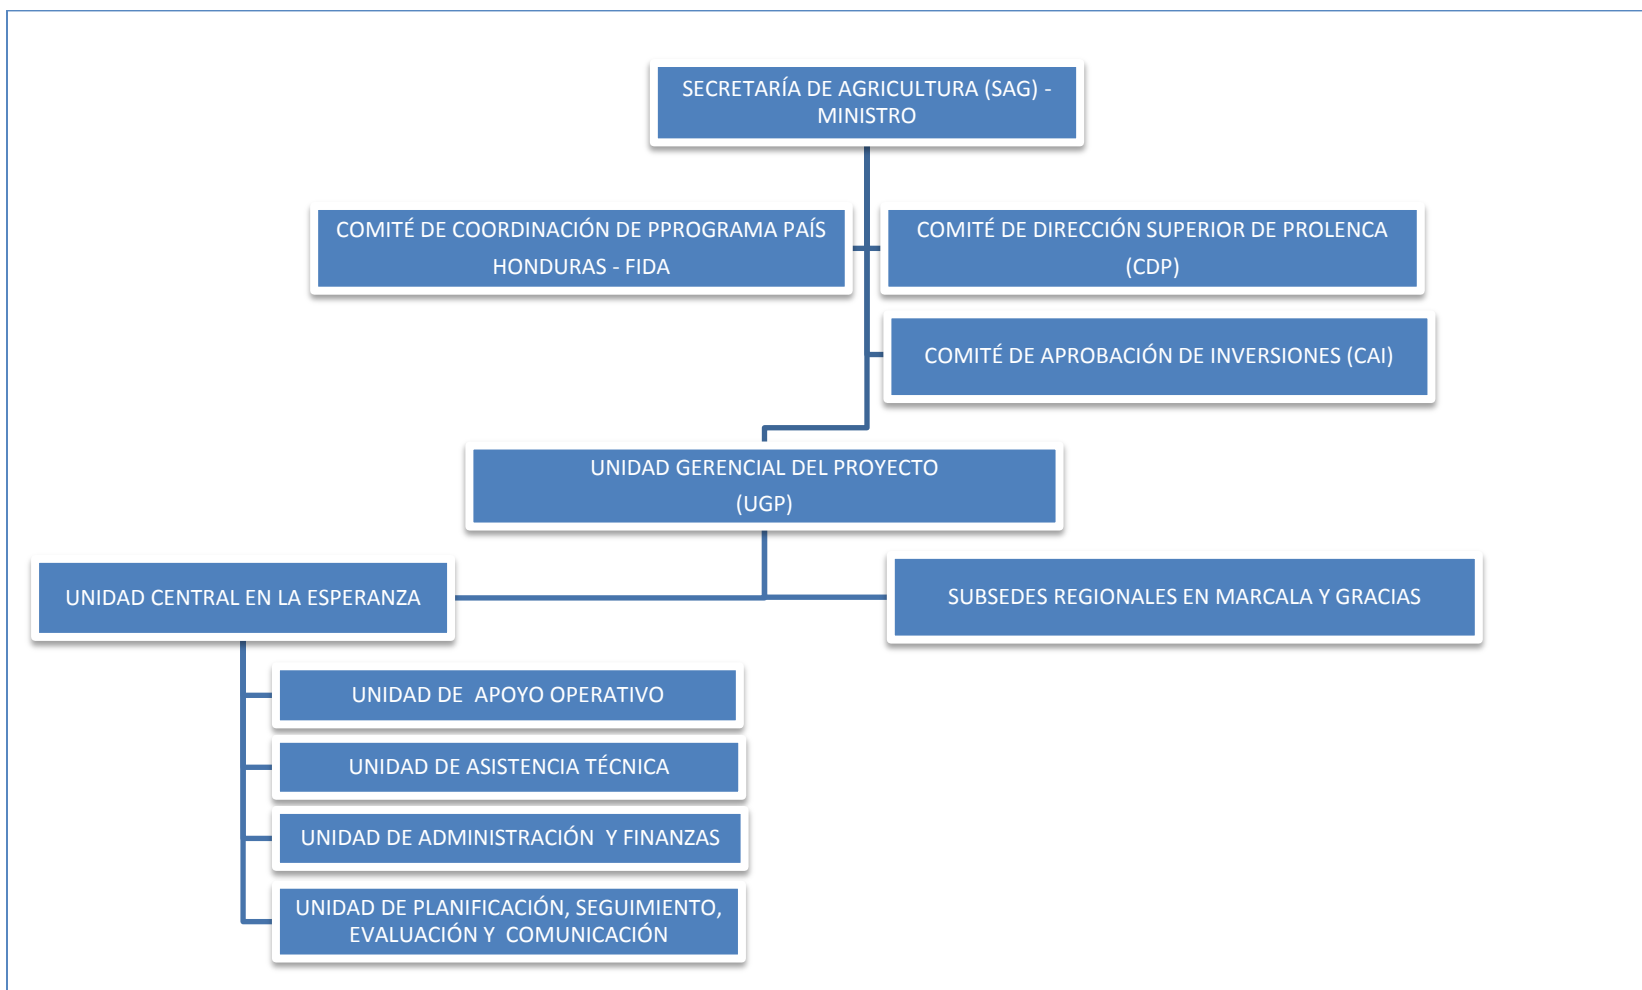 SECRETARÍA DE AGRICULTURA (SAG) -
MINISTRO
COMITÉ DE COORDINACIÓN DE PPROGRAMA PAÍS
HONDURAS - FIDA
COMITÉ DE DIRECCIÓN SUPERIOR DE PROLENCA
(CDP)
COMITÉ DE APROBACIÓN DE INVERSIONES (CAI)
UNIDAD GERENCIAL DEL PROYECTO
(UGP)
UNIDAD CENTRAL EN LA ESPERANZA
SUBSEDES REGIONALES EN MARCALA Y GRACIAS
UNIDAD DE  APOYO OPERATIVO
UNIDAD DE ASISTENCIA TÉCNICA
UNIDAD DE ADMINISTRACIÓN  Y FINANZAS
UNIDAD DE PLANIFICACIÓN, SEGUIMIENTO,
EVALUACIÓN Y  COMUNICACIÓN